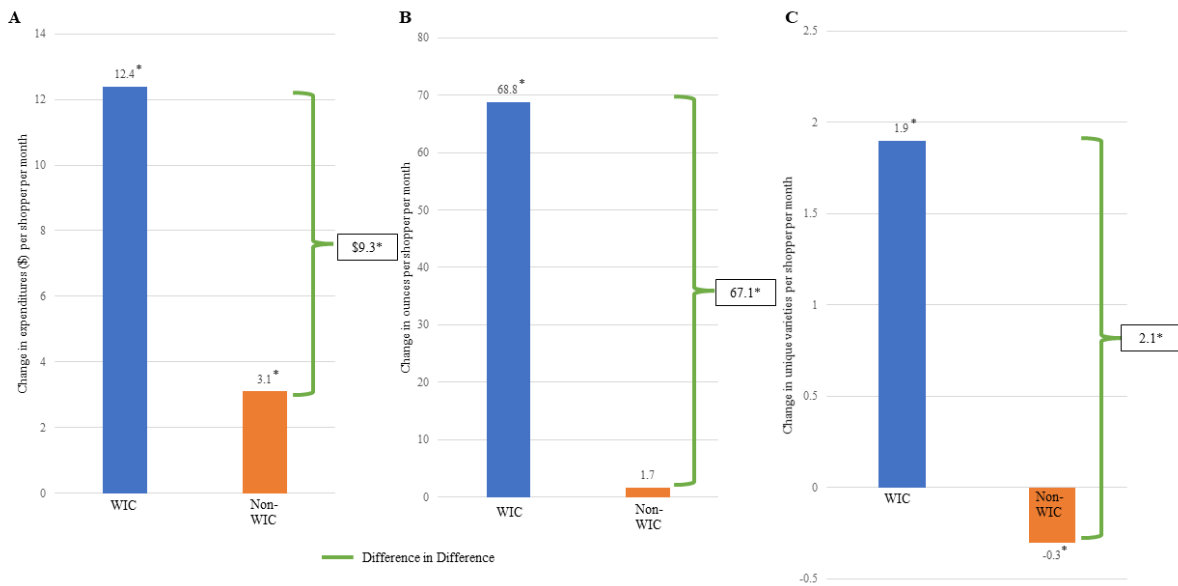 A
Change in expenditures ($) per shopper per month
14
12
10
8
6
4
2
0
12.4 *
3.1 *
$9.3*
WIC
Non-
WIC
B
Change in ounces per shopper per month
80
70
60
50
40
30
20
10
0
68.8 *
1.7
67.1*
WIC
Non-
WIC
C
Change in unique varieties per shopper per month
2.5
2
1.5
1
0.5
0
-0.5
1.9 *
-0.3 *
2.1*
WIC
Non-
WIC
Difference in Difference